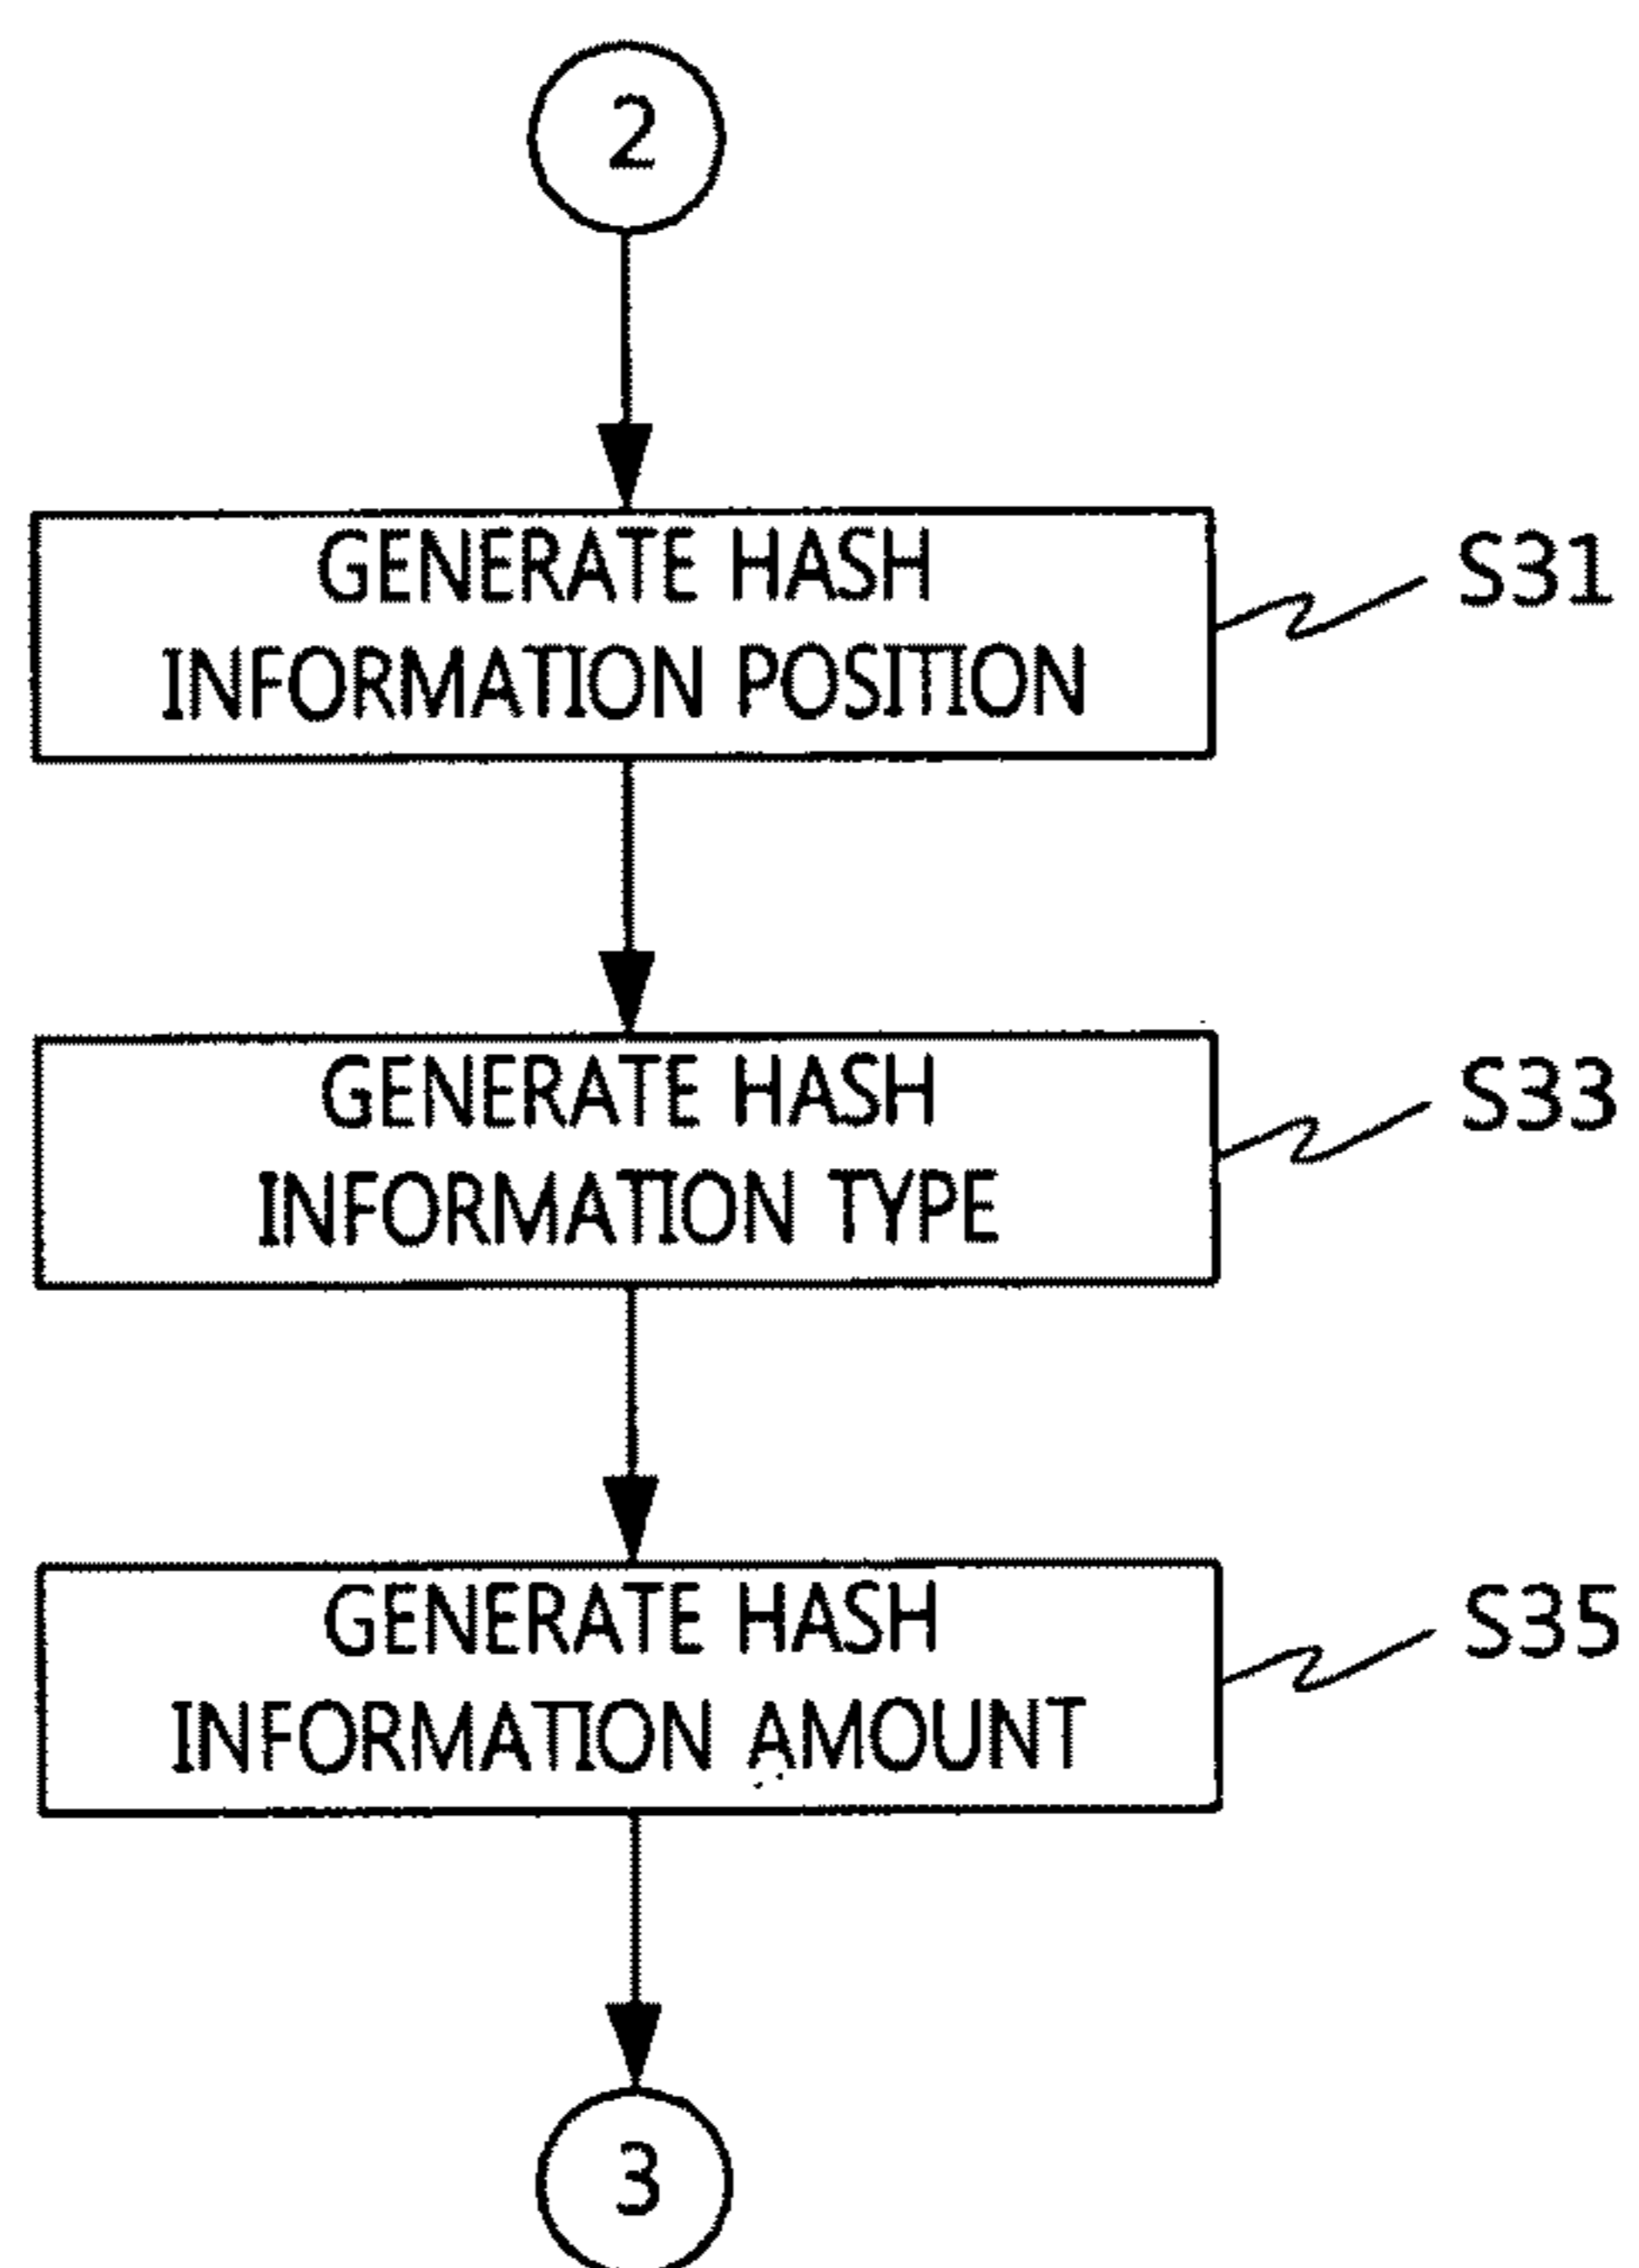 2
GENERATE HASH
INFORMATION POSITION
S31
GENERATE HASH
INFORMATION TYPE
S33
GENERATE HASH
INFORMATION AMOUNT
S35
3